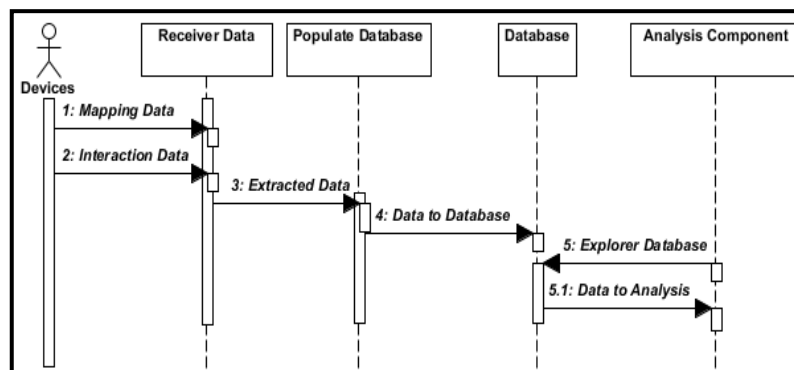 Receiver Data
Populate Database
Database
Analysis Component
Devices
1: Mapping Data
2: Interaction Data
3: Extracted Data
4: Data to Database
5: Explorer Database
5.1: Data to Analysis